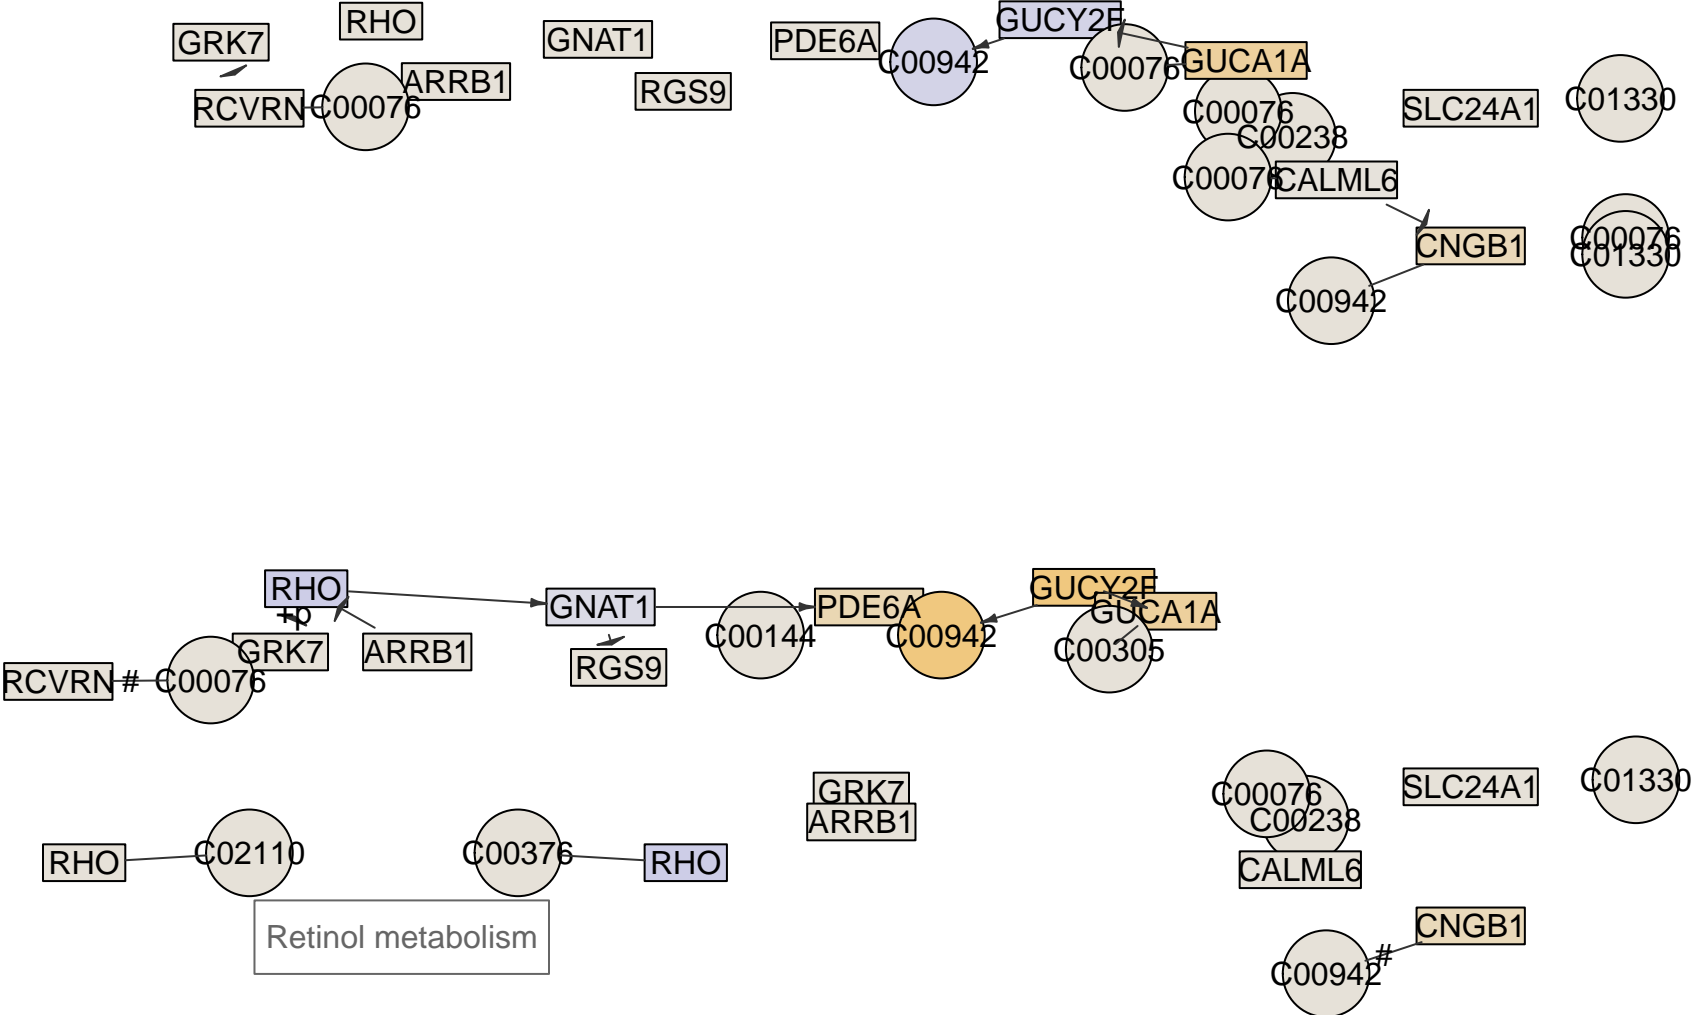 RHO
GRK7
GNAT1
PDE6A
GUCY2F
C00942
C00076
GUCA1A
ARRB1
RGS9
RCVRN
C00076
C00076
C00238
SLC24A1
C01330
C00076
CALML6
CNGB1
C00076
C01330
C00942
RHO
+p
GNAT1
PDE6A
GUCY2F
GUCA1A
C00144
C00942
C00305
GRK7
ARRB1
RGS9
RCVRN
#
C00076
GRK7
ARRB1
C00076
C00238
SLC24A1
C01330
RHO
C02110
C00376
RHO
CALML6
Retinol metabolism
CNGB1
#
C00942